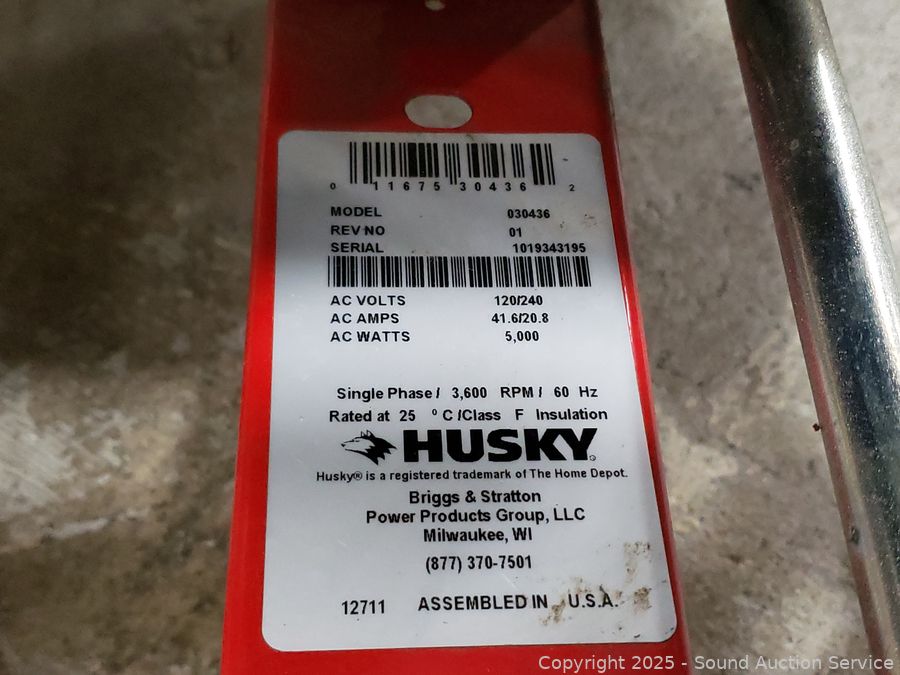 0 11675 30436 2
MODEL 030436
REV NO 01
SERIAL 1019343195
AC VOLTS 120/240
AC AMPS 41.6/20.8
AC WATTS 5,000
Single Phase / 3,600 RPM / 60 Hz
Rated at 25 º C /Class F Insulation
HUSKY
Husky® is a registered trademark of The Home Depot.
Briggs & Stratton
Power Products Group, LLC
Milwaukee, WI
(877) 370-7501
12711 ASSEMBLED IN U.S.A.
Copyright 2025 - Sound Auction Service